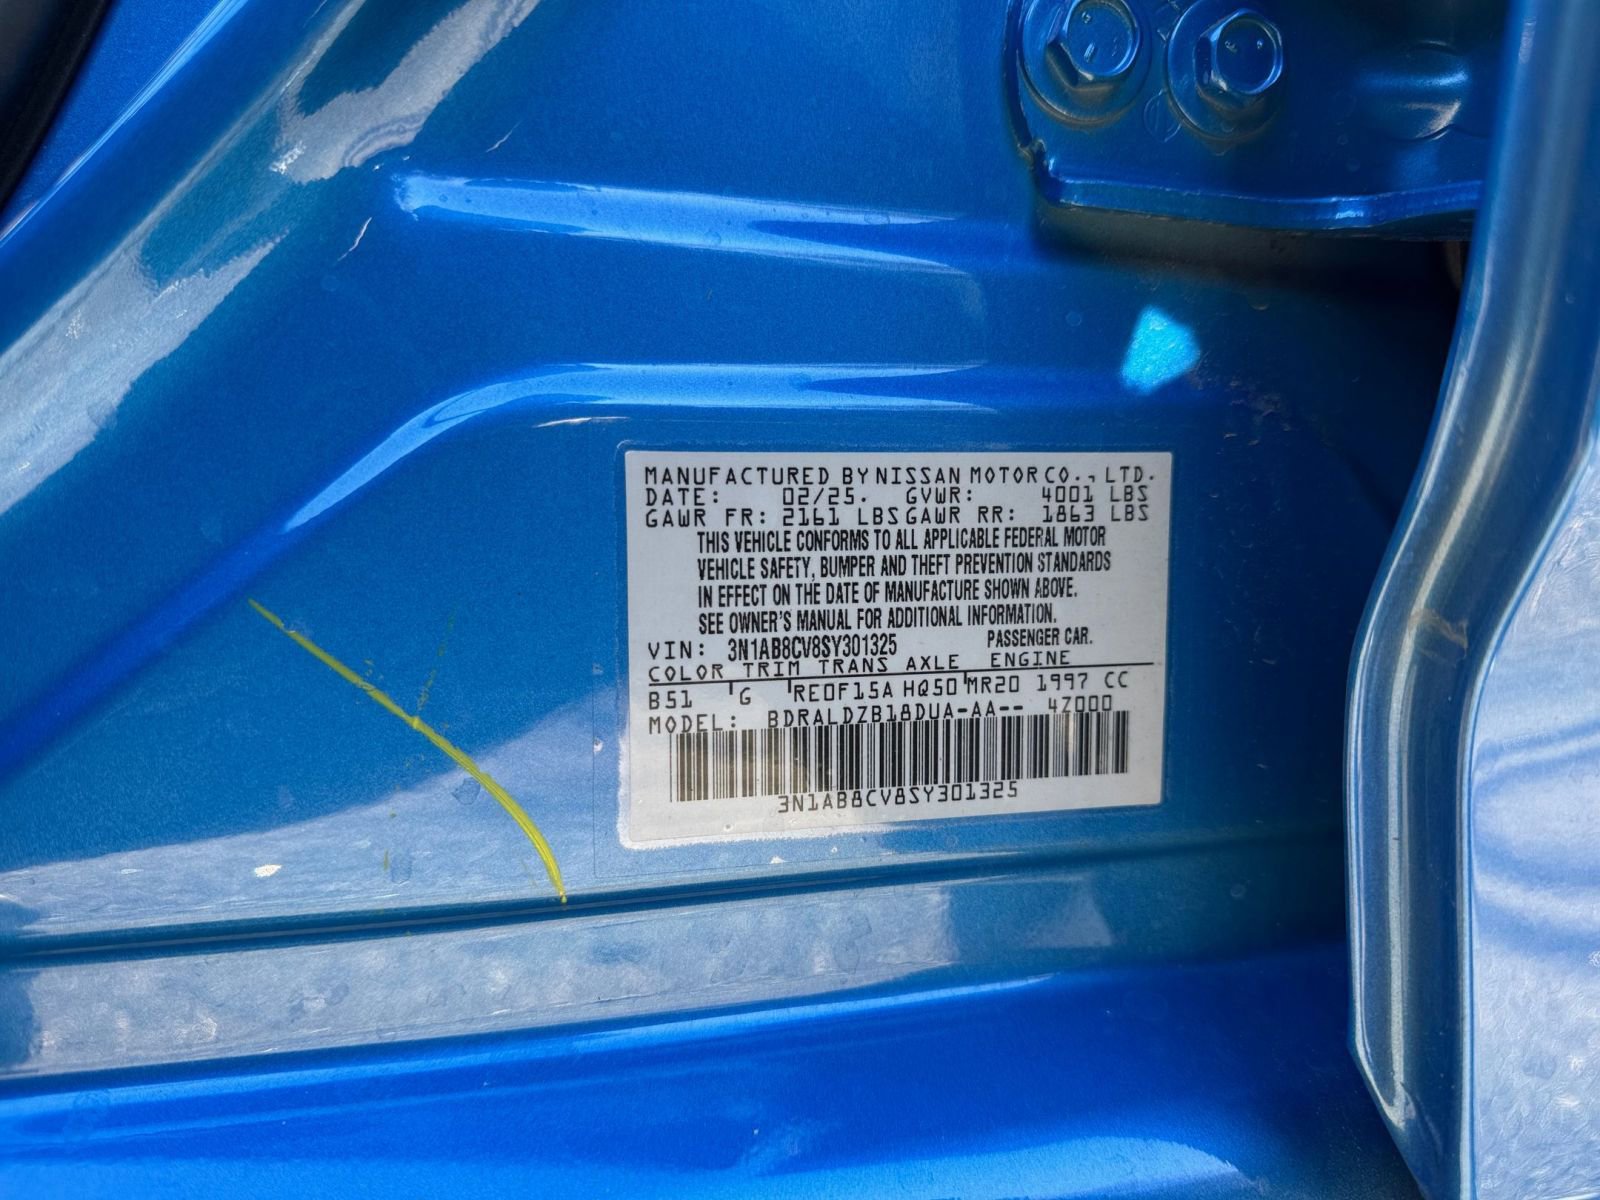 MANUFACTURED BY NISSAN MOTOR CO., LTD.
DATE: 02/25. GVWR: 4001 LBS
GAWR FR: 2161 LBS GAWR RR: 1863 LBS
THIS VEHICLE CONFORMS TO ALL APPLICABLE FEDERAL MOTOR
VEHICLE SAFETY, BUMPER AND THEFT PREVENTION STANDARDS
IN EFFECT ON THE DATE OF MANUFACTURE SHOWN ABOVE.
SEE OWNER'S MANUAL FOR ADDITIONAL INFORMATION.
VIN: 3N1AB8CV8SY301325 PASSENGER CAR.
COLOR TRIM TRANS AXLE ENGINE
B51 G RE0F15A HQ50 MR20 1997 CC
MODEL: BDRALDZB18DUA-AA-- 4Z000
3N1AB8CV8SY301325